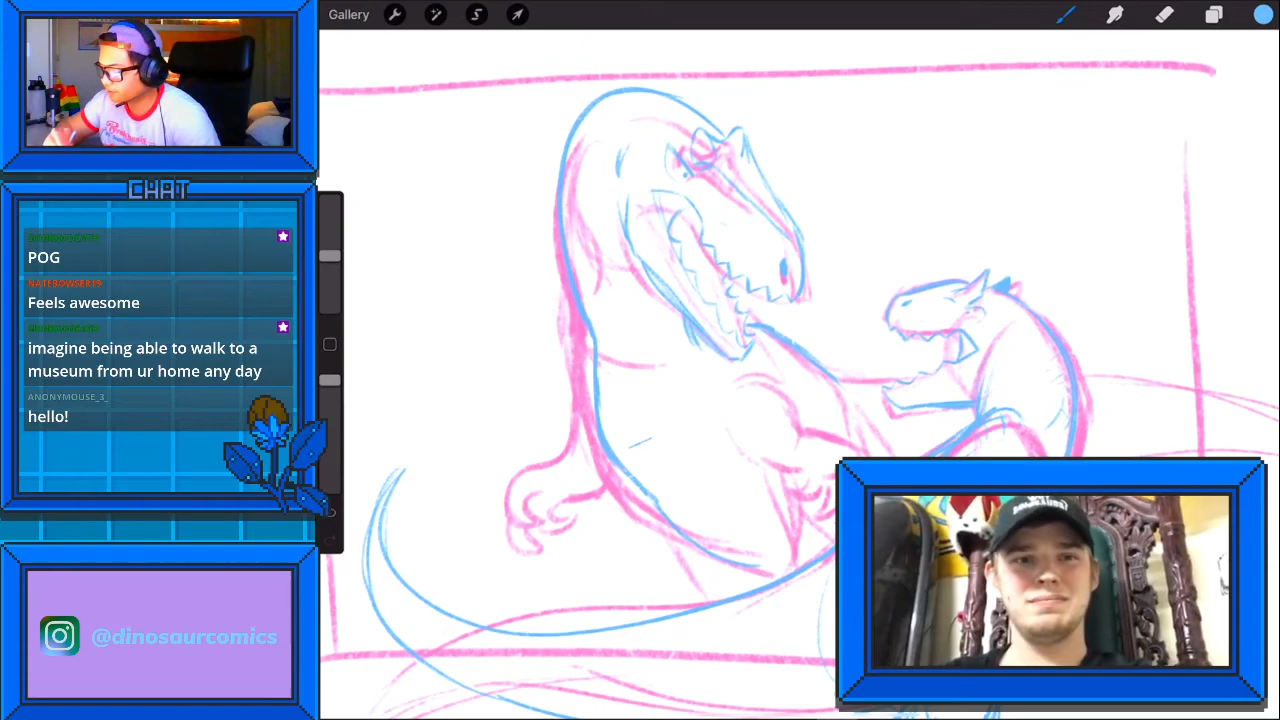 Gallery
CHAT
POG
NATEBOWSER19
Feels awesome
imagine being able to walk to a
museum from ur home any day
ANONYMOUSE_3_
hello!
@dinosaurcomics